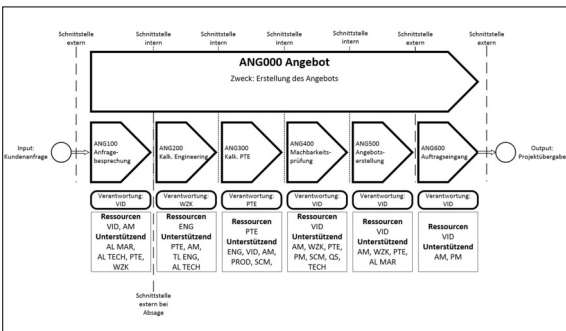 Schnittstelle
extern
Schnittstelle
intern
Schnittstelle
intern
Schnittstelle
intern
Schnittstelle
intern
Schnittstelle
extern
Schnittstelle
extern
ANG000 Angebot
Zweck: Erstellung des Angebots
Input:
Kundenanfrage
ANG100
Anfrage-
besprechung
ANG200
Kalk. Engineering
ANG300
Kalk. PTE
ANG400
Machbarkeits-
prüfung
ANG500
Angebots-
erstellung
ANG600
Auftragseingang
Output:
Projektübergabe
Verantwortung:
VID
Verantwortung:
WZK
Verantwortung:
PTE
Verantwortung:
VID
Verantwortung:
VID
Verantwortung:
VID
Ressourcen
VID, AM
Unterstützend
AL MAR,
AL TECH, PTE,
WZK
Ressourcen
ENG
Unterstützend
PTE, AM,
TL ENG,
AL TECH
Ressourcen
PTE
Unterstützend
ENG, VID, AM,
PROD, SCM,
Ressourcen
VID
Unterstützend
AM, WZK, PTE,
PM, SCM, QS,
TECH
Ressourcen
VID
Unterstützend
AM, WZK, PTE,
AL MAR
Ressourcen
VID
Unterstützend
AM, PM
Schnittstelle
extern bei
Absage